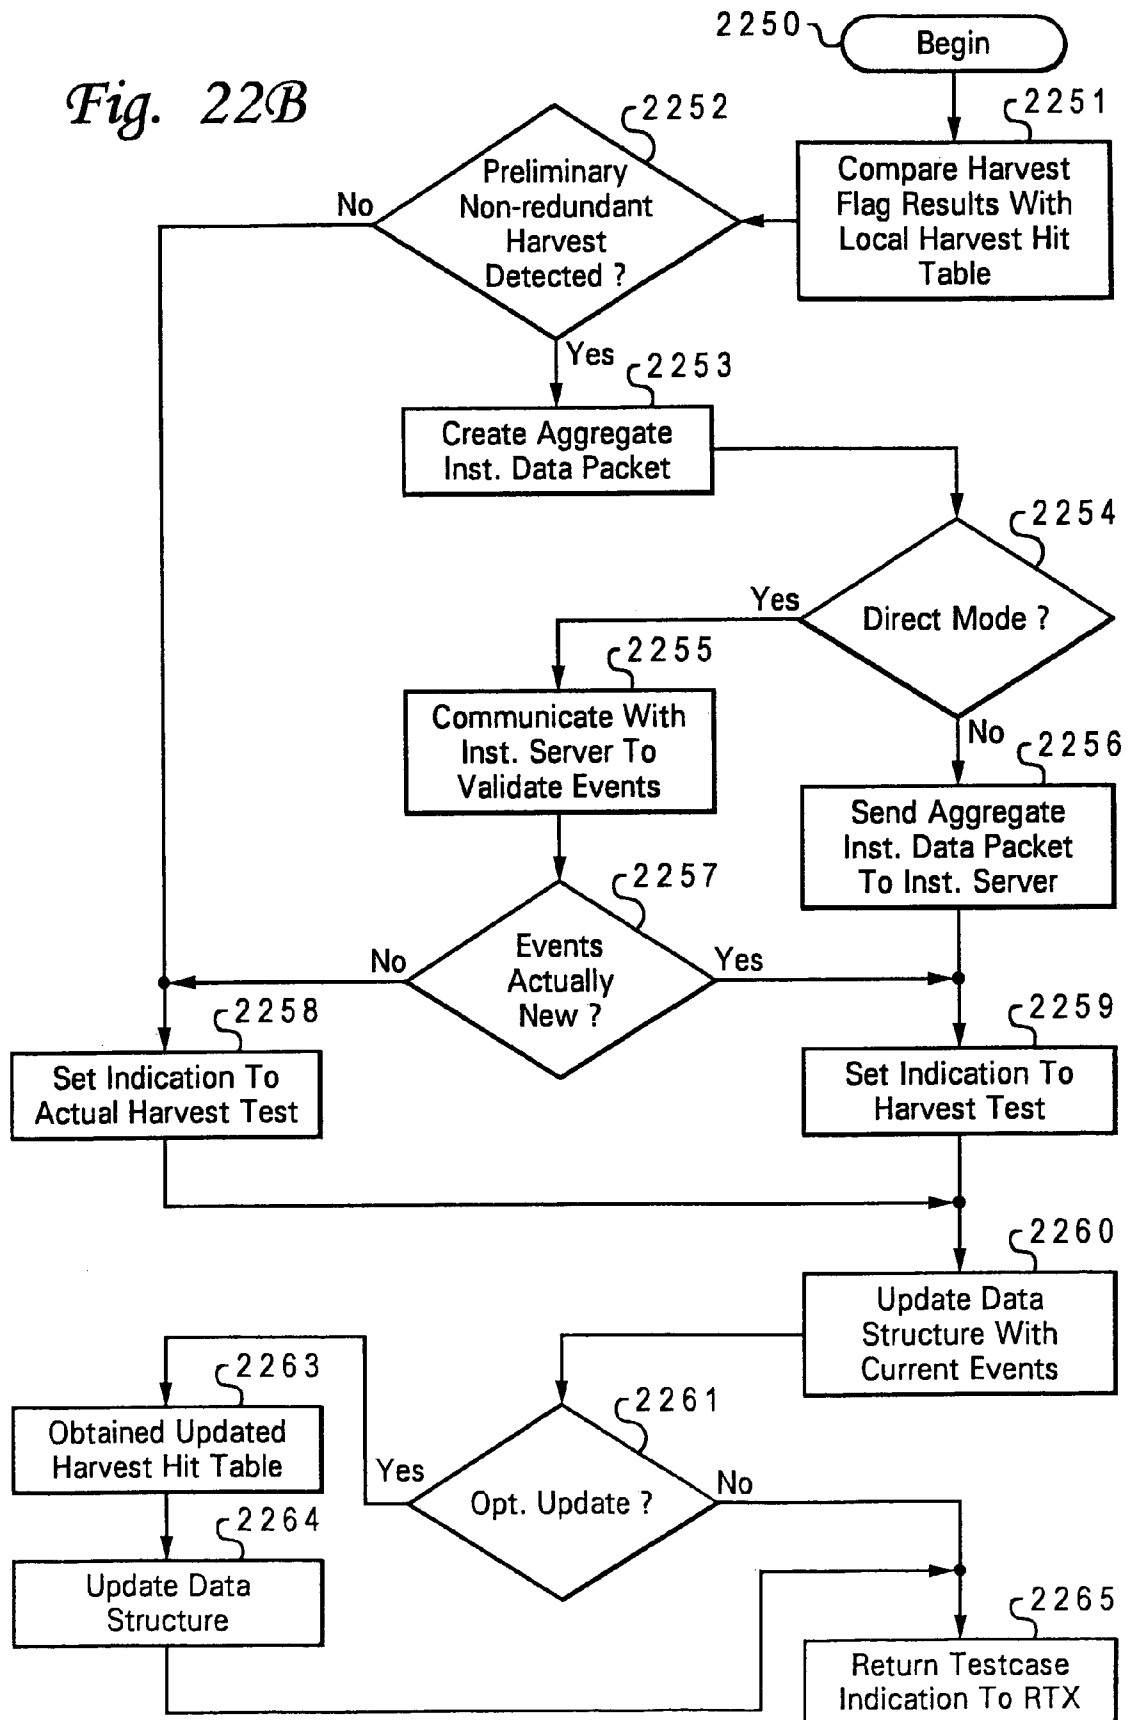 Fig. 22B
2250
Begin
2251
Compare Harvest
Flag Results With
Local Harvest Hit
Table
2252
Preliminary
Non-redundant
Harvest
Detected ?
No
Yes
2253
Create Aggregate
Inst. Data Packet
2254
Direct Mode ?
Yes
No
2255
Communicate With
Inst. Server To
Validate Events
2256
Send Aggregate
Inst. Data Packet
To Inst. Server
2257
Events
Actually
New ?
No
Yes
2258
Set Indication To
Actual Harvest Test
2259
Set Indication To
Harvest Test
2260
Update Data
Structure With
Current Events
2261
Opt. Update ?
Yes
No
2263
Obtained Updated
Harvest Hit Table
2264
Update Data
Structure
2265
Return Testcase
Indication To RTX